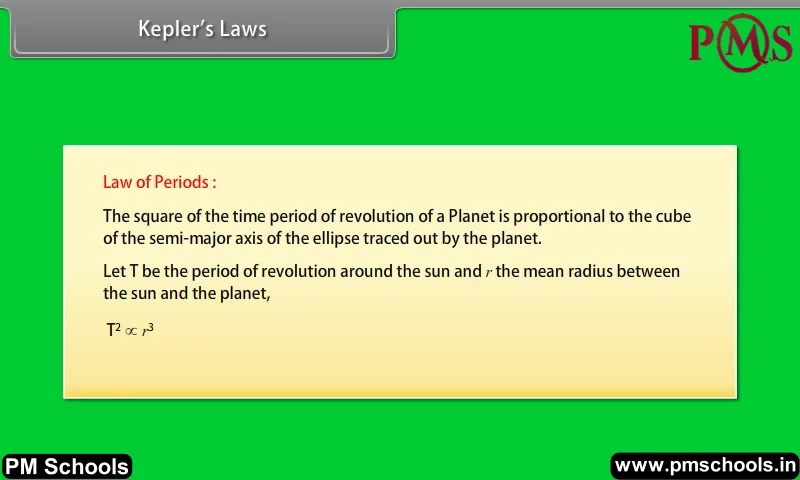 Kepler's Laws
PMS
Law of Periods :
The square of the time period of revolution of a Planet is proportional to the cube
of the semi-major axis of the ellipse traced out by the planet.
Let T be the period of revolution around the sun and r the mean radius between
the sun and the planet,
T² ∝ r³
PM Schools
www.pmschools.in